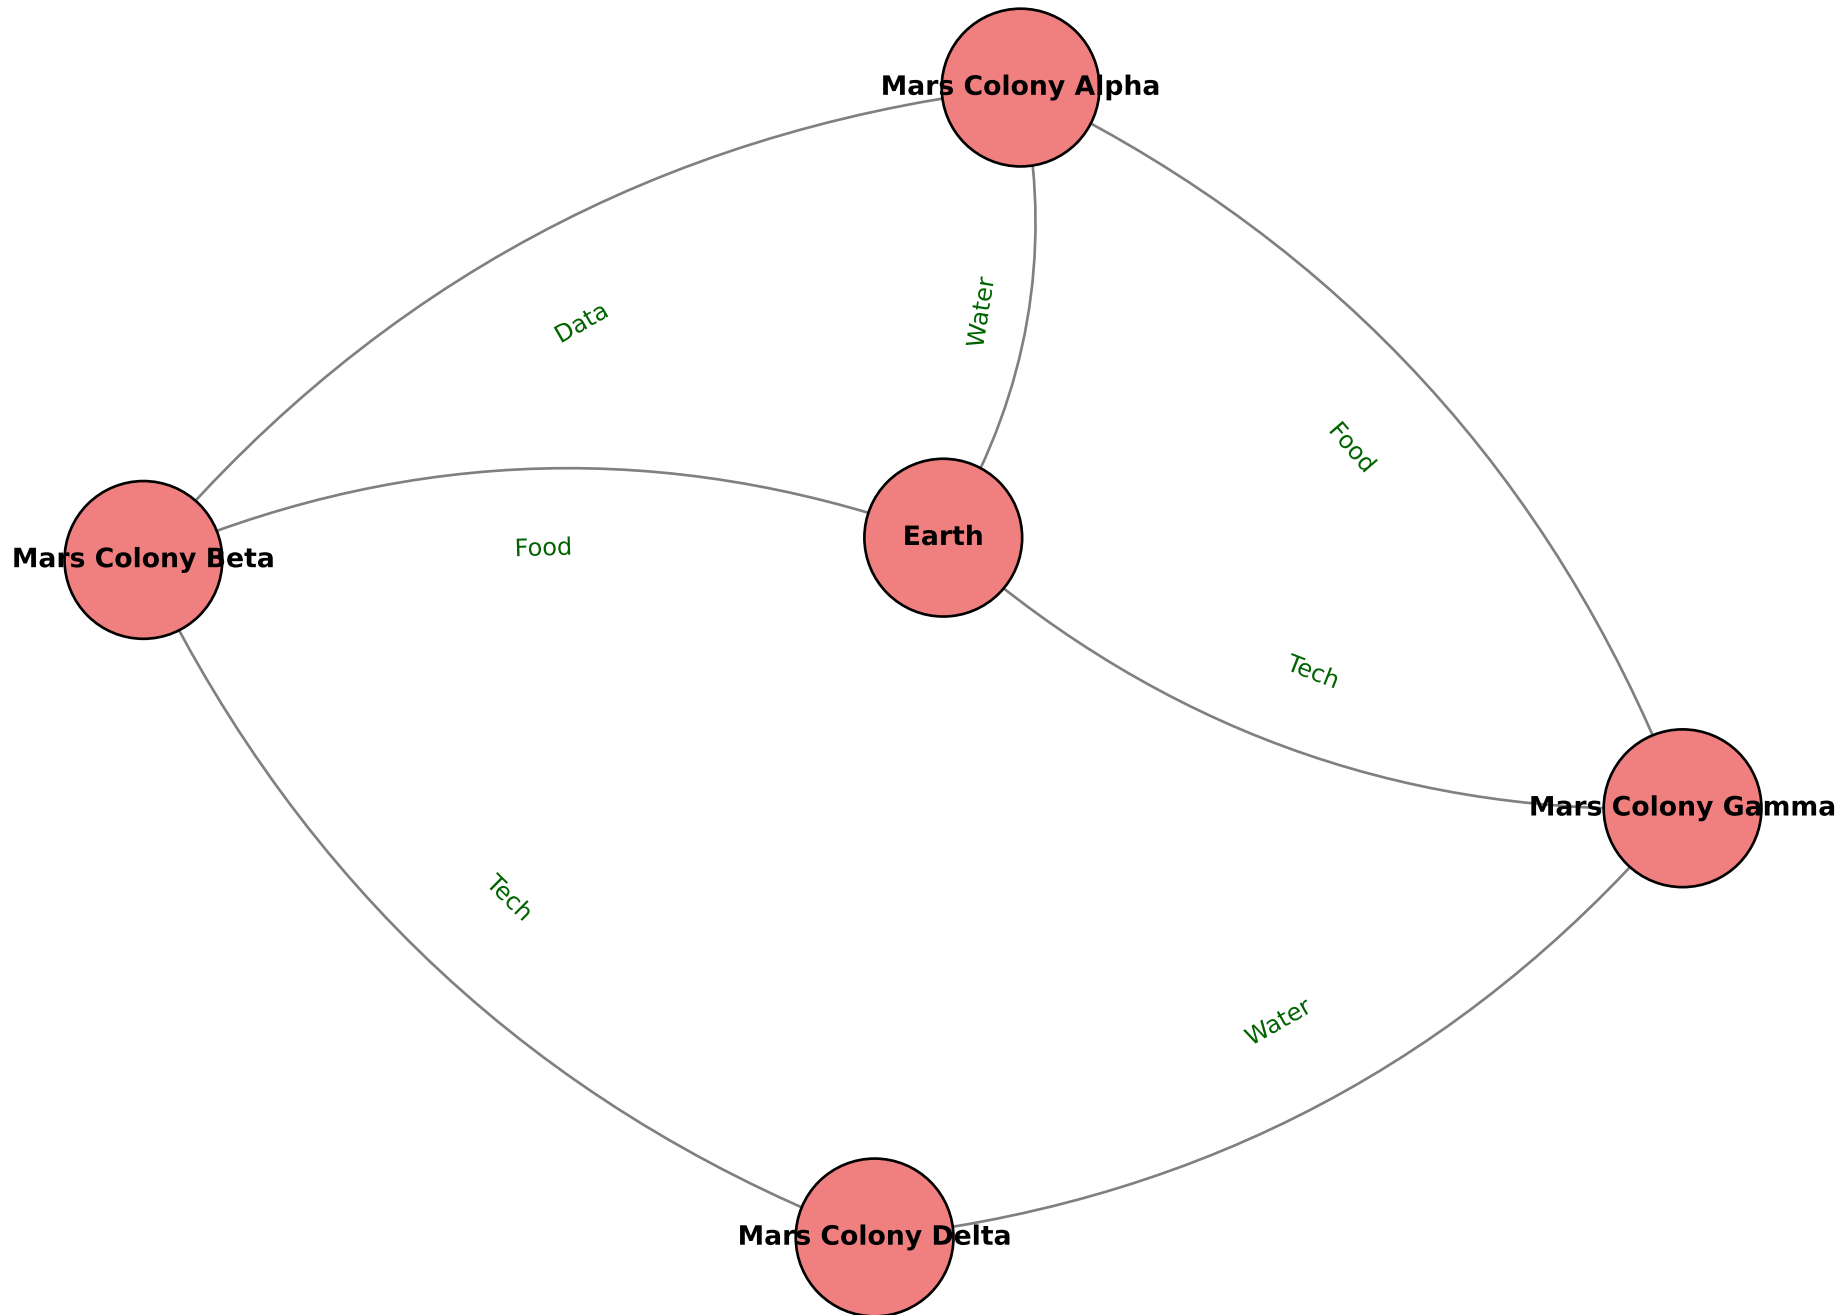 Mars Colony Alpha
Water
Data
Food
Earth
Food
Mars Colony Beta
Tech
Mars Colony Gamma
Tech
Water
Mars Colony Delta